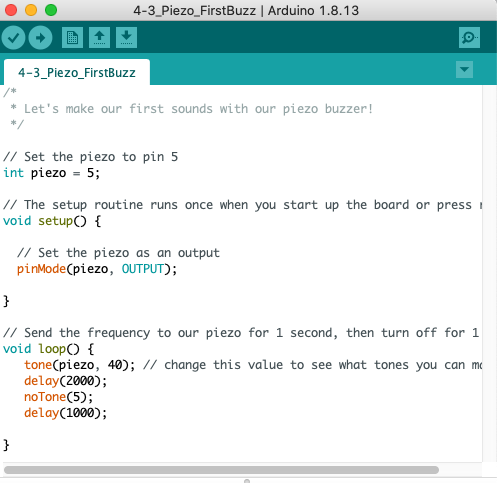 4-3_Piezo_FirstBuzz | Arduino 1.8.13
4-3_Piezo_FirstBuzz
/*
 * Let's make our first sounds with our piezo buzzer!
 */

// Set the piezo to pin 5
int piezo = 5;

// The setup routine runs once when you start up the board or press
void setup() {

  // Set the piezo as an output
  pinMode(piezo, OUTPUT);

}

// Send the frequency to our piezo for 1 second, then turn off for 1
void loop() {
   tone(piezo, 40); // change this value to see what tones you can
   delay(2000);
   noTone(5);
   delay(1000);

}